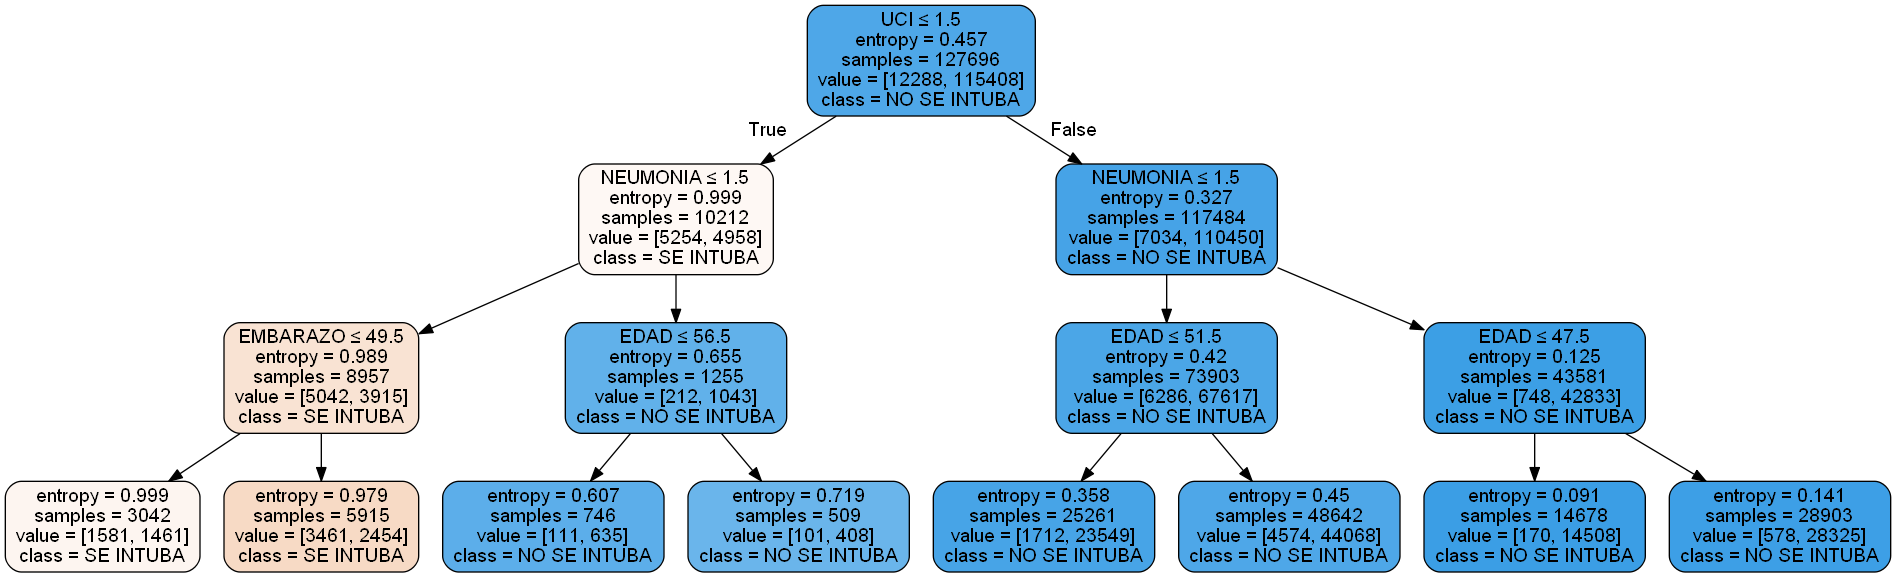 UCI ≤ 1.5
entropy = 0.457
samples = 127696
value = [12288, 115408]
class = NO SE INTUBA
True
False
NEUMONIA ≤ 1.5
entropy = 0.999
samples = 10212
value = [5254, 4958]
class = SE INTUBA
NEUMONIA ≤ 1.5
entropy = 0.327
samples = 117484
value = [7034, 110450]
class = NO SE INTUBA
EMBARAZO ≤ 49.5
entropy = 0.989
samples = 8957
value = [5042, 3915]
class = SE INTUBA
EDAD ≤ 56.5
entropy = 0.655
samples = 1255
value = [212, 1043]
class = NO SE INTUBA
EDAD ≤ 51.5
entropy = 0.42
samples = 73903
value = [6286, 67617]
class = NO SE INTUBA
EDAD ≤ 47.5
entropy = 0.125
samples = 43581
value = [748, 42833]
class = NO SE INTUBA
entropy = 0.999
samples = 3042
value = [1581, 1461]
class = SE INTUBA
entropy = 0.979
samples = 5915
value = [3461, 2454]
class = SE INTUBA
entropy = 0.607
samples = 746
value = [111, 635]
class = NO SE INTUBA
entropy = 0.719
samples = 509
value = [101, 408]
class = NO SE INTUBA
entropy = 0.358
samples = 25261
value = [1712, 23549]
class = NO SE INTUBA
entropy = 0.45
samples = 48642
value = [4574, 44068]
class = NO SE INTUBA
entropy = 0.091
samples = 14678
value = [170, 14508]
class = NO SE INTUBA
entropy = 0.141
samples = 28903
value = [578, 28325]
class = NO SE INTUBA